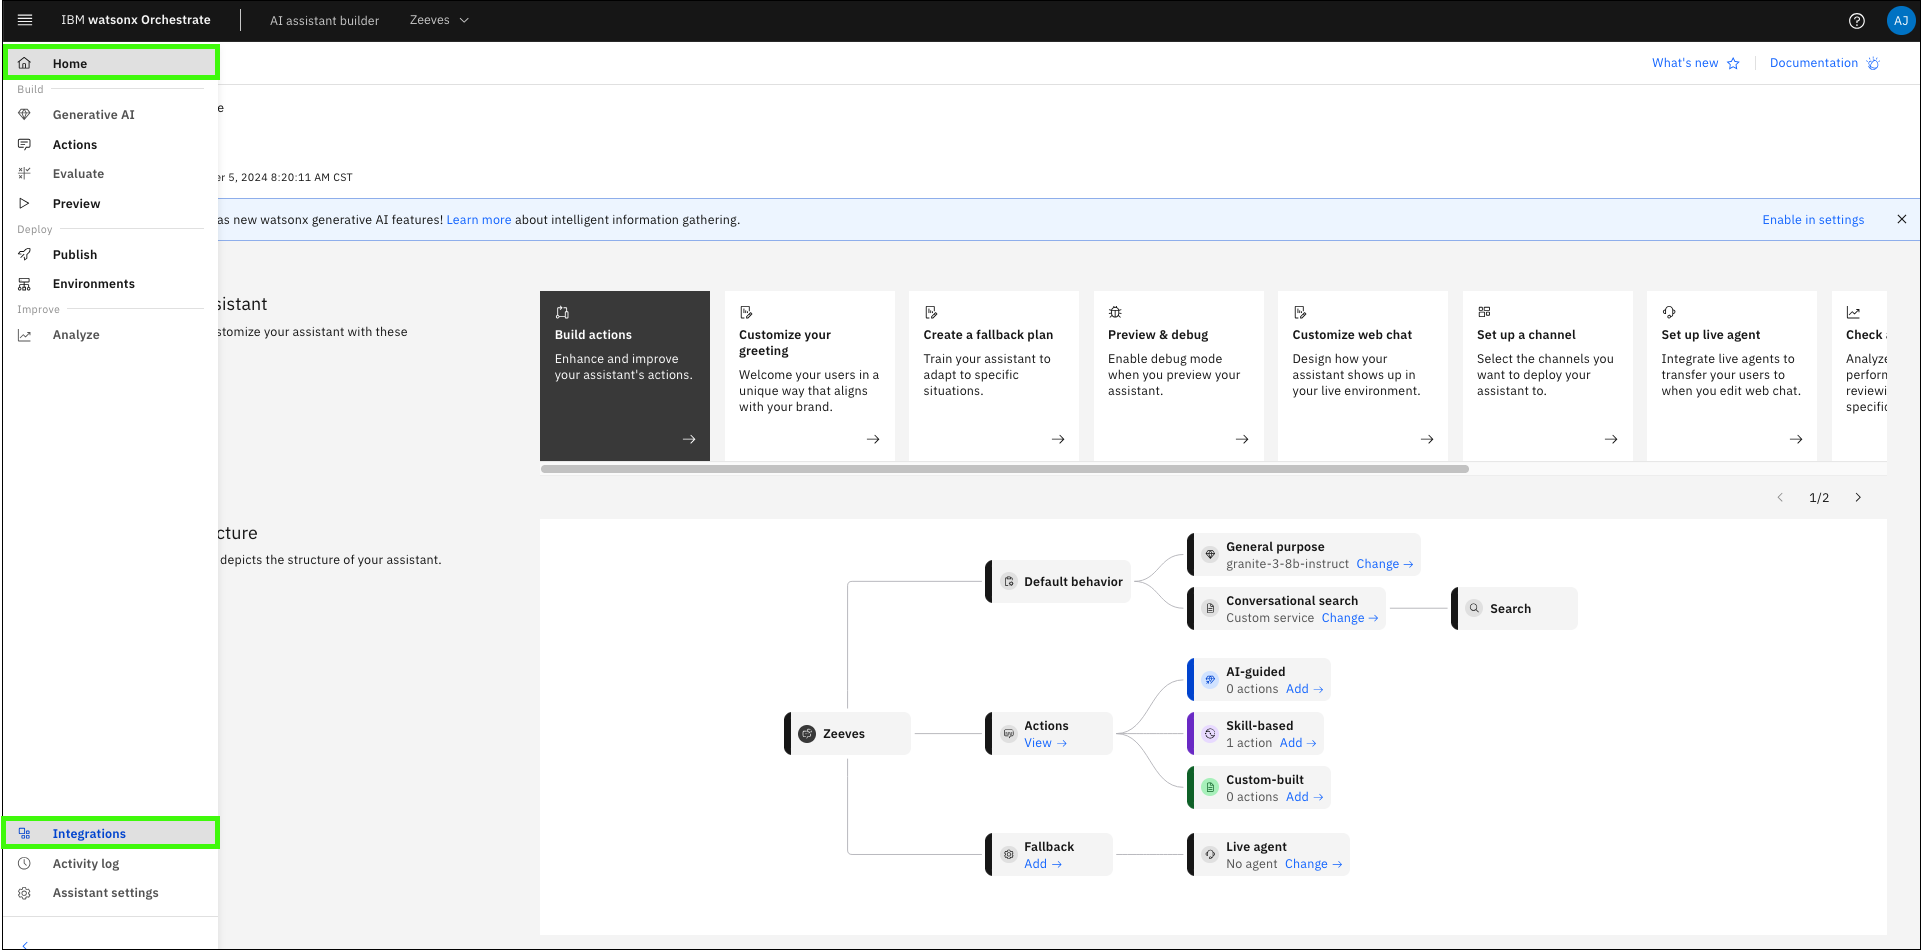 IBM watsonx Orchestrate
AI assistant builder
Zeeves
AJ
Home
What's new
Documentation
Build
Generative AI
Actions
Evaluate
Preview
Deploy
Publish
Environments
Improve
Analyze
Integrations
Activity log
Assistant settings
e
er 5, 2024 8:20:11 AM CST
as new watsonx generative AI features! Learn more about intelligent information gathering.
Enable in settings
sistant
stomize your assistant with these
Build actions
Enhance and improve
your assistant's actions.
Customize your
greeting
Welcome your users in a
unique way that aligns
with your brand.
Create a fallback plan
Train your assistant to
adapt to specific
situations.
Preview & debug
Enable debug mode
when you preview your
assistant.
Customize web chat
Design how your
assistant shows up in
your live environment.
Set up a channel
Select the channels you
want to deploy your
assistant to.
Set up live agent
Integrate live agents to
transfer your users to
when you edit web chat.
Check
Analyze
perforn
reviewi
specific
1/2
cture
depicts the structure of your assistant.
Zeeves
Default behavior
General purpose
granite-3-8b-instruct Change →
Conversational search
Custom service Change →
Search
Actions
View →
AI-guided
0 actions Add →
Skill-based
1 action Add →
Custom-built
0 actions Add →
Fallback
Add →
Live agent
No agent Change →